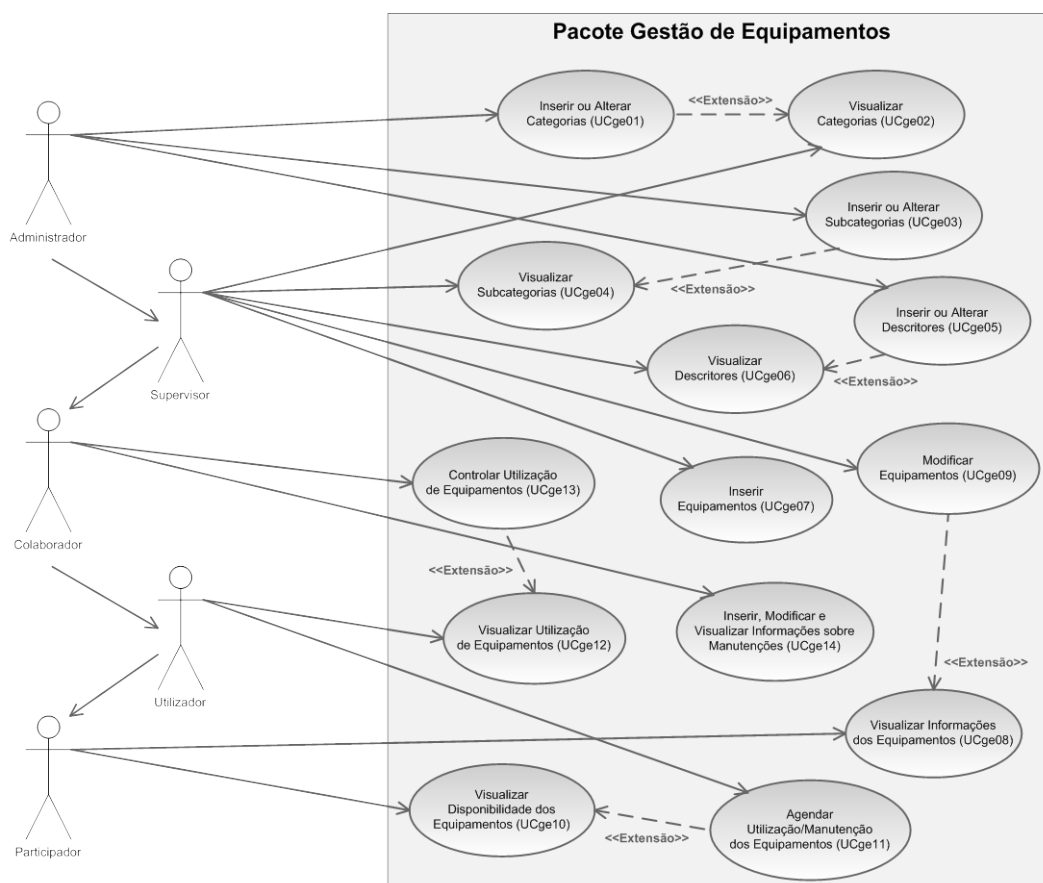 Pacote Gestão de Equipamentos
Inserir ou Alterar
Categorias (UCge01)
<<Extensão>>
Visualizar
Categorias (UCge02)
Administrador
Inserir ou Alterar
Subcategorias (UCge03)
Visualizar
Subcategorias (UCge04)
<<Extensão>>
Inserir ou Alterar
Descritores (UCge05)
Supervisor
Visualizar
Descritores (UCge06)
<<Extensão>>
Controlar Utilização
de Equipamentos (UCge13)
Inserir
Equipamentos (UCge07)
Modificar
Equipamentos (UCge09)
Colaborador
<<Extensão>>
Visualizar Utilização
de Equipamentos (UCge12)
Inserir, Modificar e
Visualizar Informações sobre
Manutenções (UCge14)
<<Extensão>>
Utilizador
Visualizar Informações
dos Equipamentos (UCge08)
Visualizar
Disponibilidade dos
Equipamentos (UCge10)
<<Extensão>>
Agendar
Utilização/Manutenção
dos Equipamentos (UCge11)
Participador